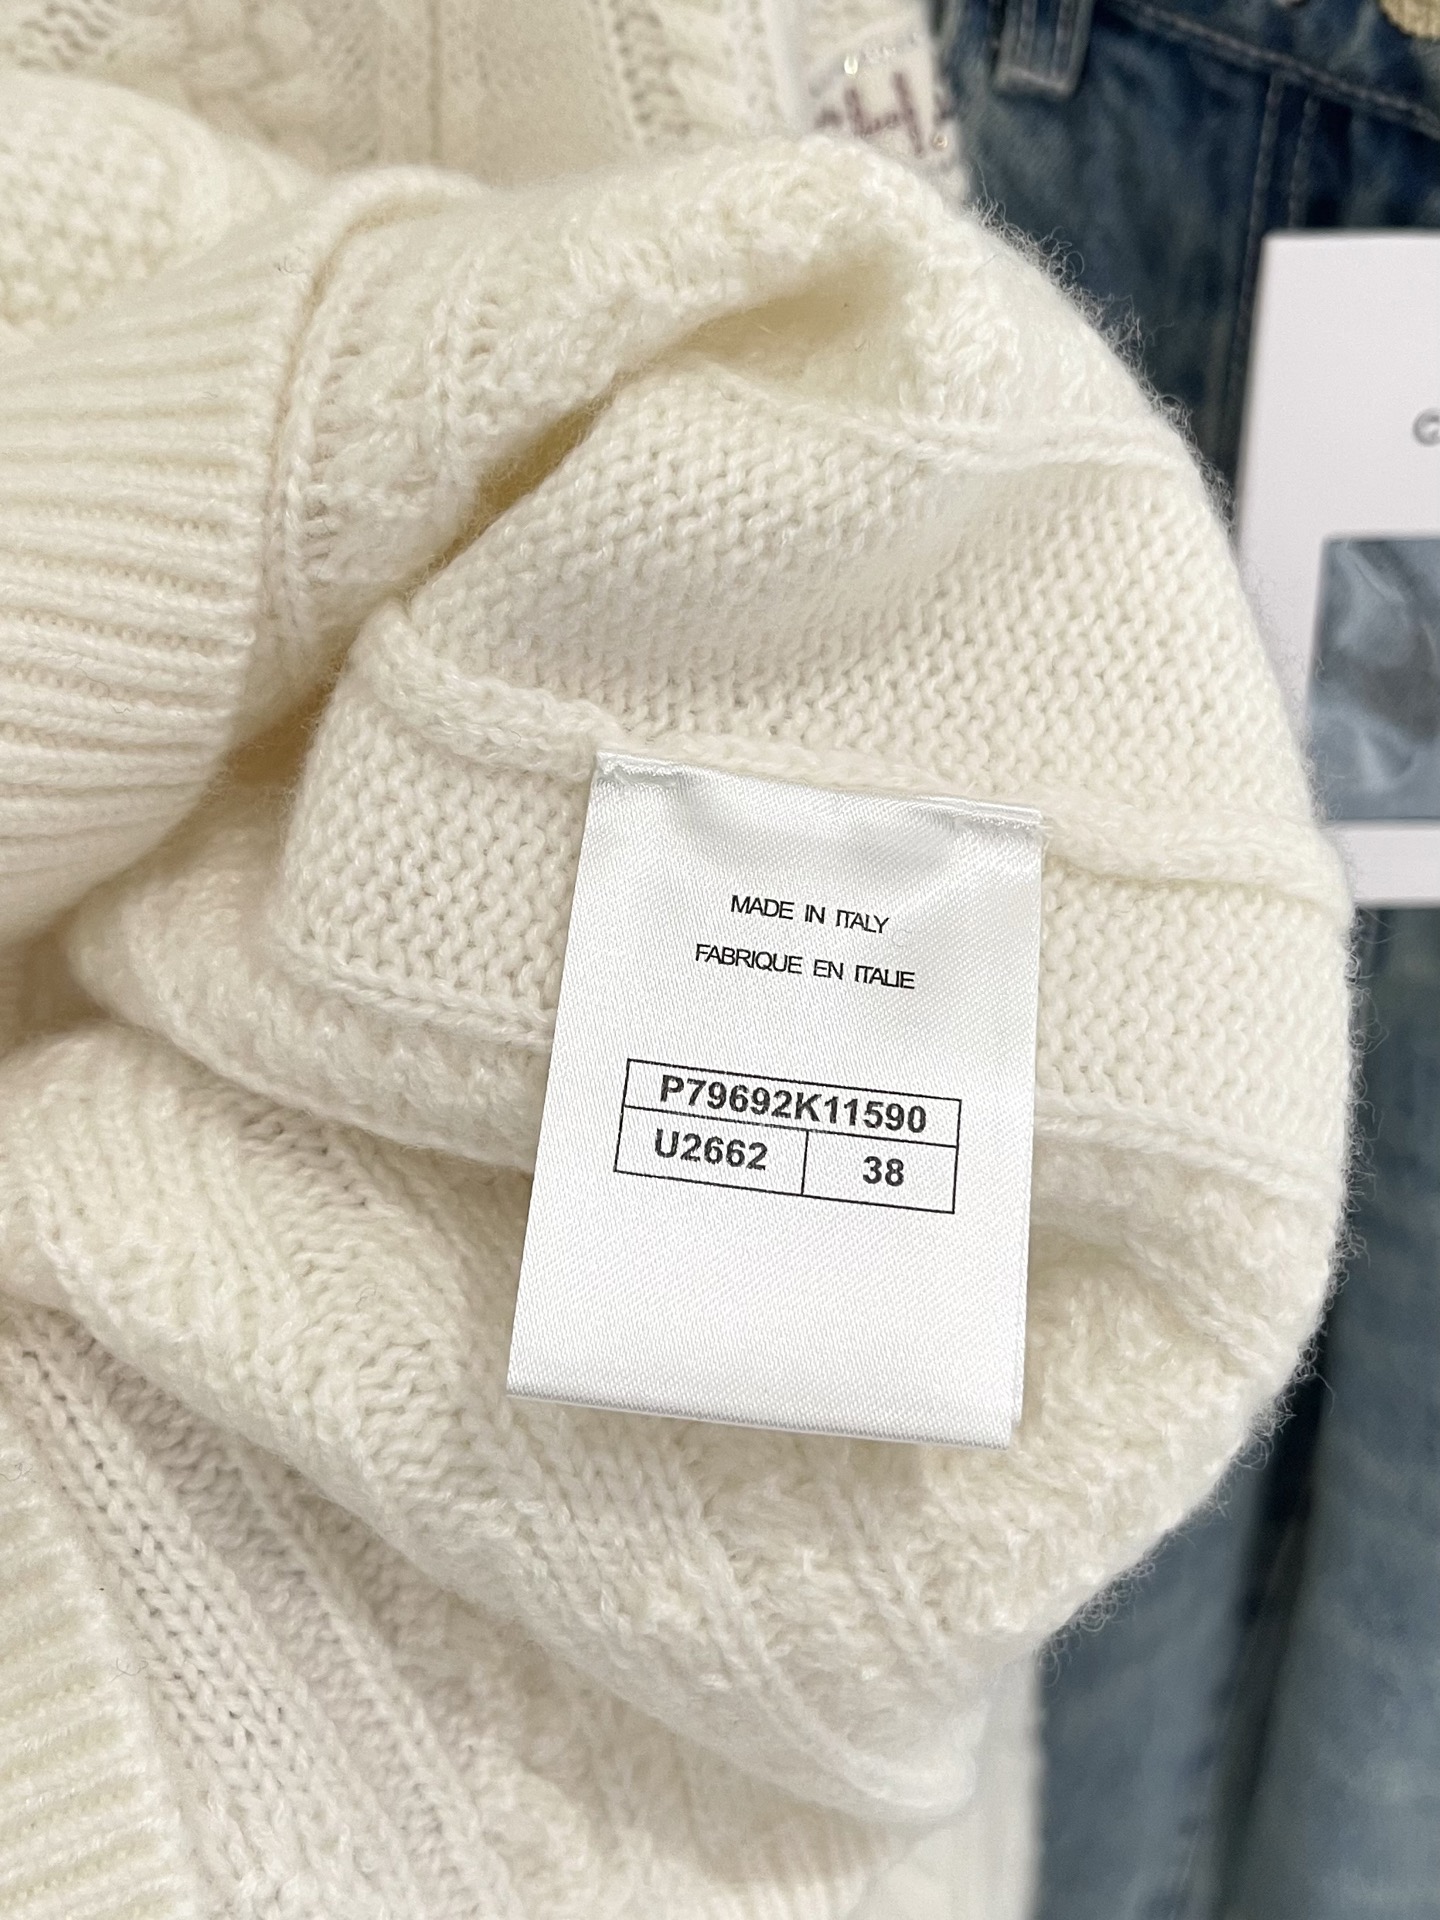 MADE IN ITALY
FABRIQUE EN ITALIE
P79692K11590
U2662 38
G